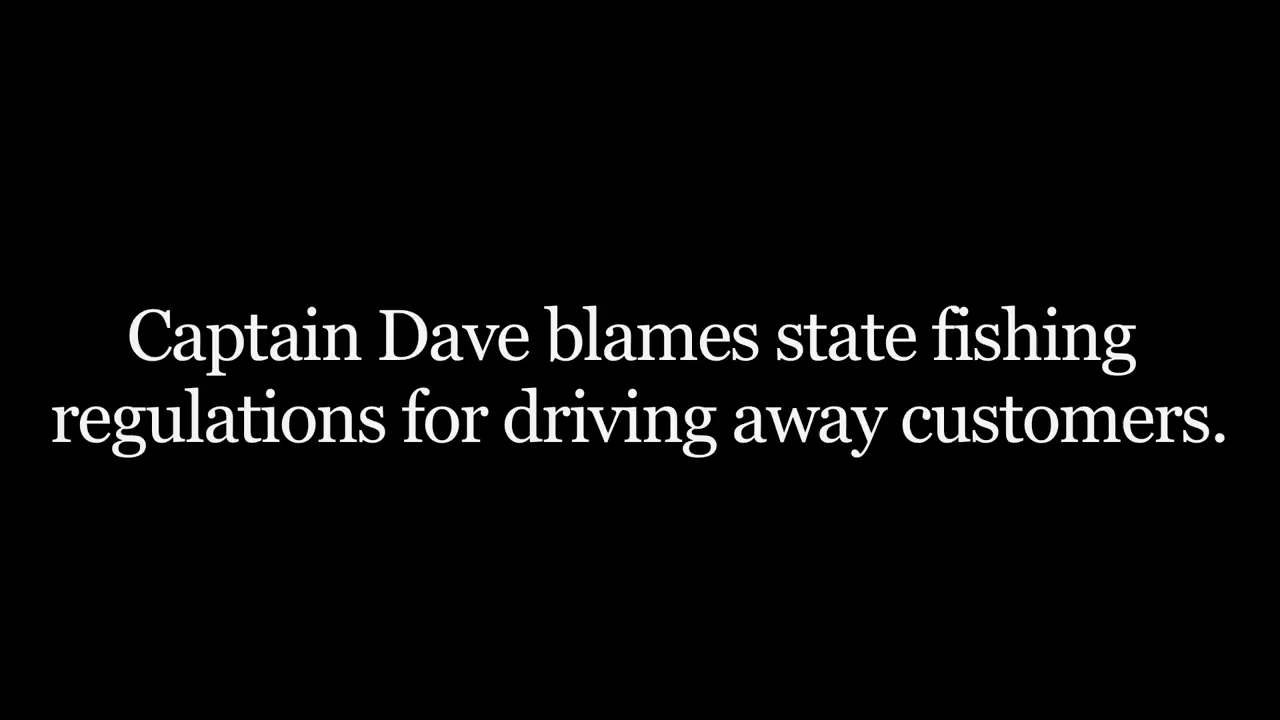 Captain Dave blames state fishing
regulations for driving away customers.